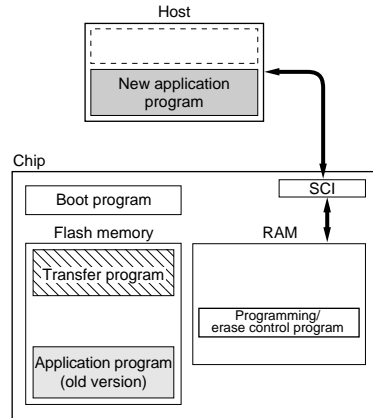 Host
New application
program
Chip
SCI
Boot program
Flash memory
RAM
Transfer program
Programming/
erase control program
Application program
(old version)